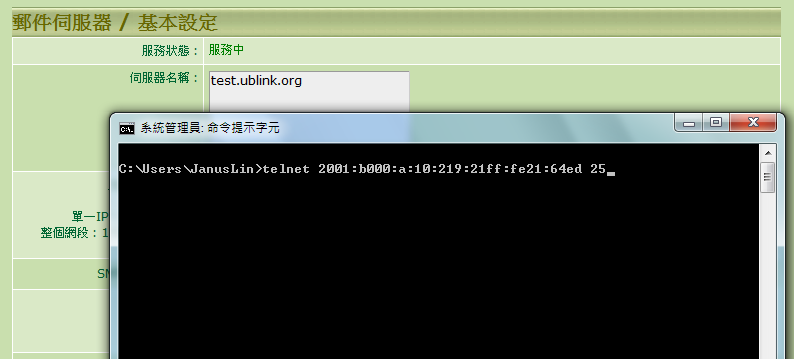 郵件伺服器 / 基本設定
服務狀態： 服務中
伺服器名稱： test.ublink.org
系統管理員: 命令提示字元
C:\Users\JanusLin>telnet 2001:b000:a:10:219:21ff:fe21:64ed 25
單一IP
整個網段：1